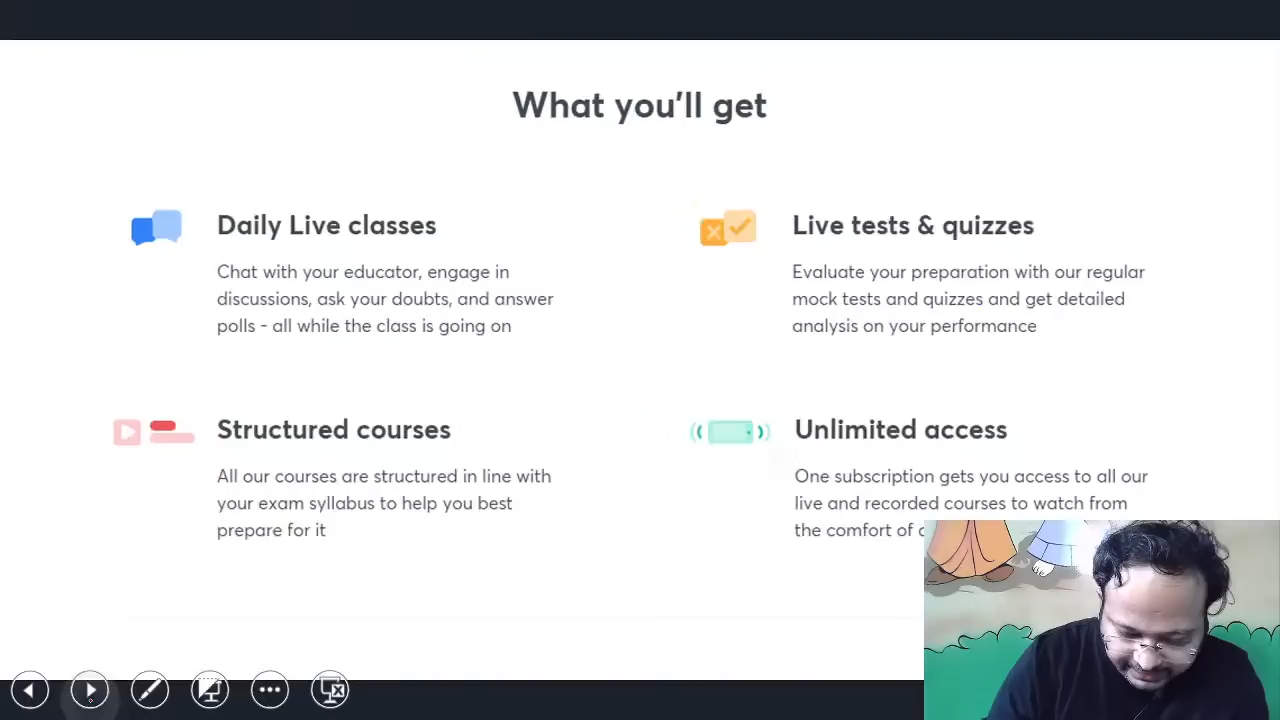 What you'll get
Daily Live classes
Chat with your educator, engage in
discussions, ask your doubts, and answer
polls - all while the class is going on
Live tests & quizzes
Evaluate your preparation with our regular
mock tests and quizzes and get detailed
analysis on your performance
Structured courses
All our courses are structured in line with
your exam syllabus to help you best
prepare for it
Unlimited access
One subscription gets you access to all our
live and recorded courses to watch from
the comfort of